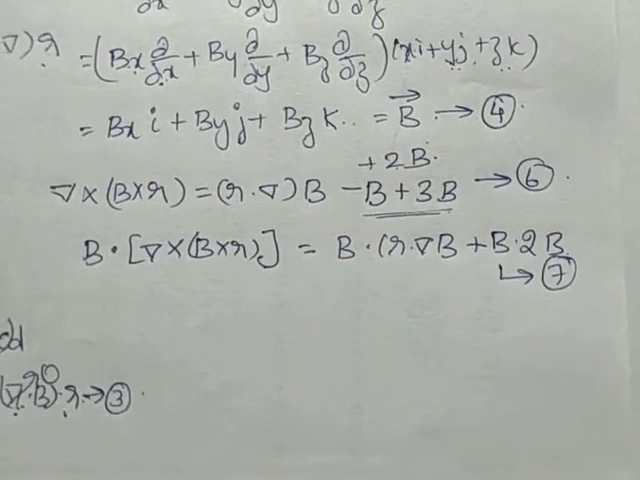 ∂x ∂y ∂z
∇)r = (Bx ∂/∂x + By ∂/∂y + Bz ∂/∂z)(xi + yj + zk)
= Bx i + By j + Bz k.. = B⃗ . → ④.
+2B.
∇×(B×r) = (r.∇)B −B + 3B → ⑥.
B·[∇×(B×r)] = B·(r.∇B + B·2B
↳ ⑦
(∇·B)·r → ③.